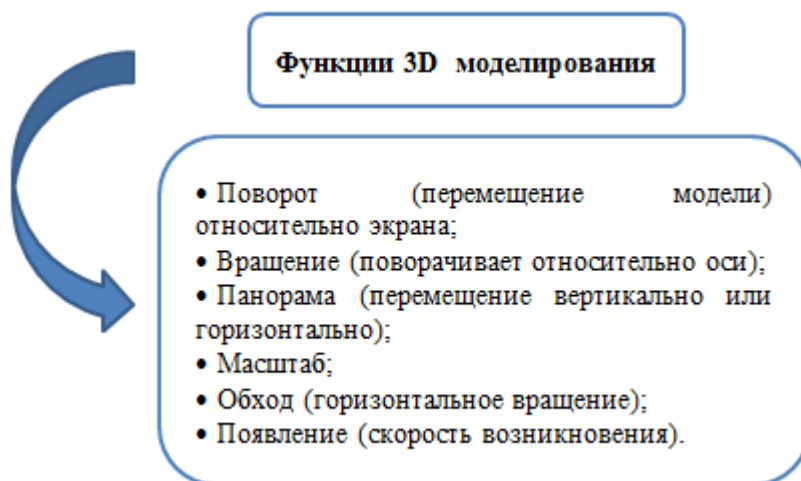 Функции 3D моделирования
• Поворот (перемещение модели)
относительно экрана;
• Вращение (поворачивает относительно оси);
• Панорама (перемещение вертикально или
горизонтально);
• Масштаб;
• Обход (горизонтальное вращение);
• Появление (скорость возникновения).